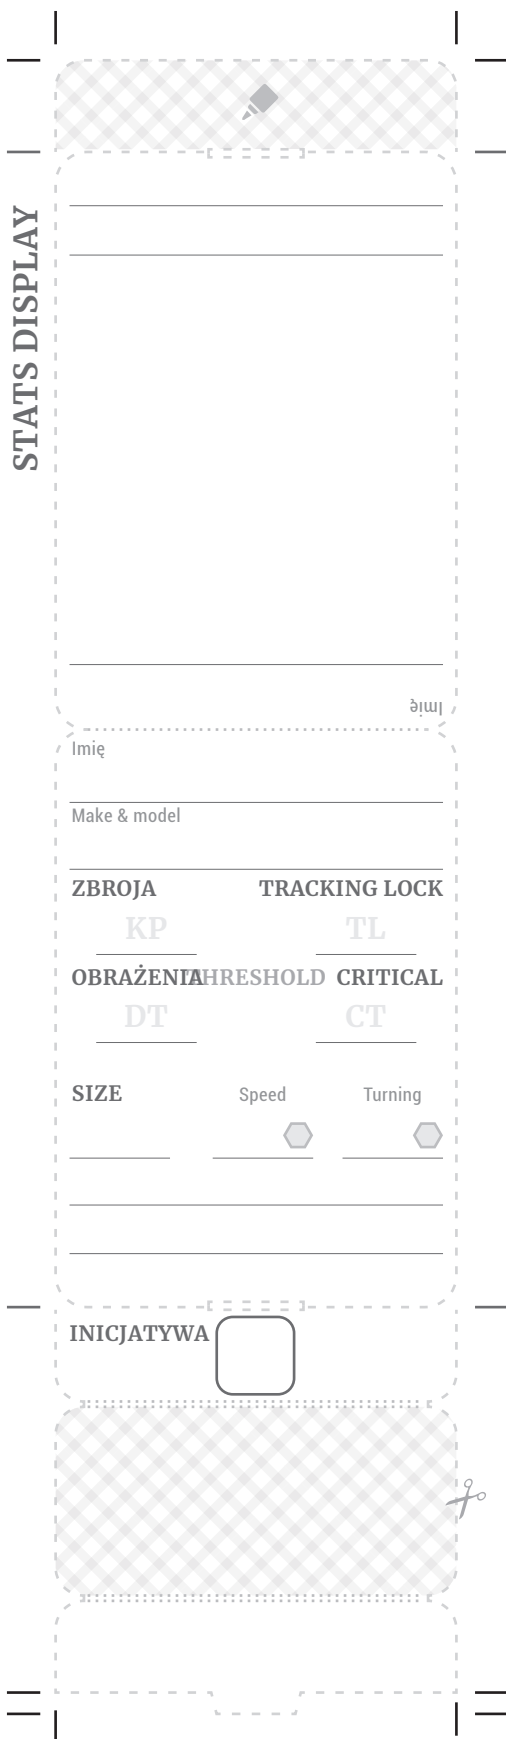 STATS DISPLAY
Imię
Imię
Make & model
ZBROJA TRACKING LOCK
KP TL
OBRAŻENIA THRESHOLD CRITICAL
DT CT
SIZE Speed Turning
INICJATYWA